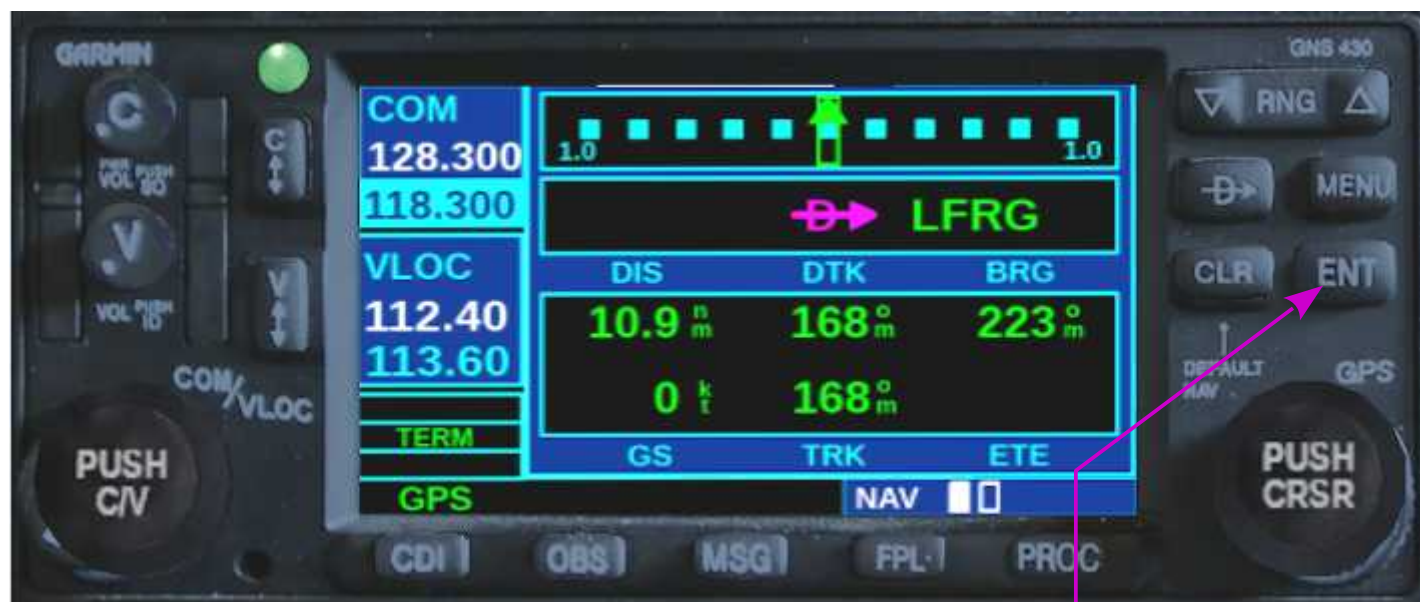 GARMIN
GNS 430
C
PWR VOL PUSH SQ
C
V
VOL PUSH ID
V
COM/VLOC
PUSH C/V
COM
128.300
118.300
VLOC
112.40
113.60
TERM
GPS
1.0 1.0
D LFRG
DIS DTK BRG
10.9 nm 168°m 223°m
0 kt 168°m
GS TRK ETE
NAV
RNG
D MENU
CLR ENT
DEFAULT NAV
GPS
PUSH CRSR
CDI OBS MSG FPL PROC